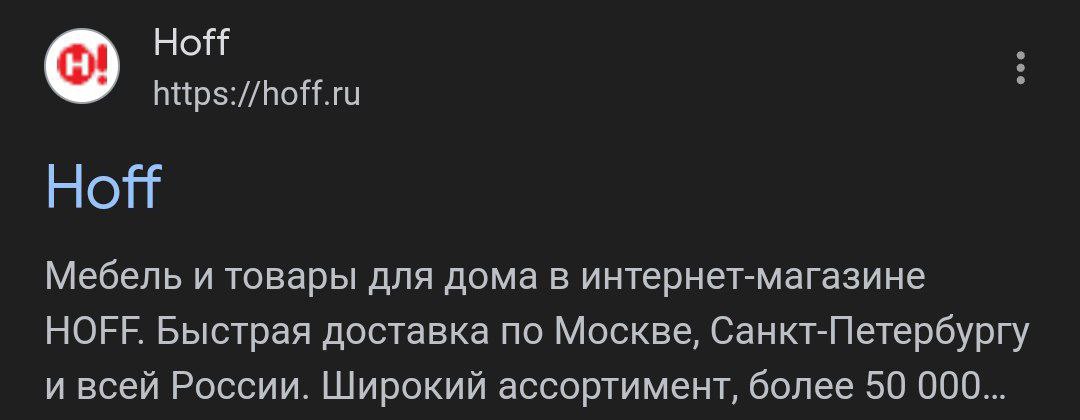 H!
Hoff
https://hoff.ru
Hoff
Мебель и товары для дома в интернет-магазине
HOFF. Быстрая доставка по Москве, Санкт-Петербургу
и всей России. Широкий ассортимент, более 50 000...